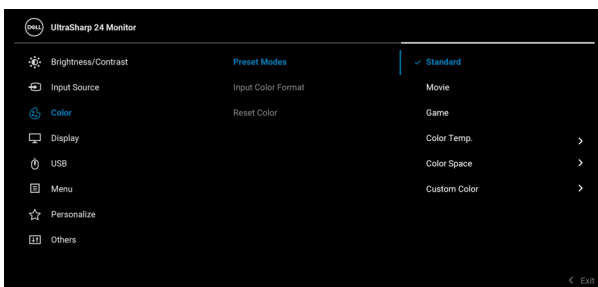 DELL UltraSharp 24 Monitor
Brightness/Contrast Preset Modes Standard
Input Source Input Color Format Movie
Color Reset Color Game
Display Color Temp.
USB Color Space
Menu Custom Color
Personalize
Others
Exit